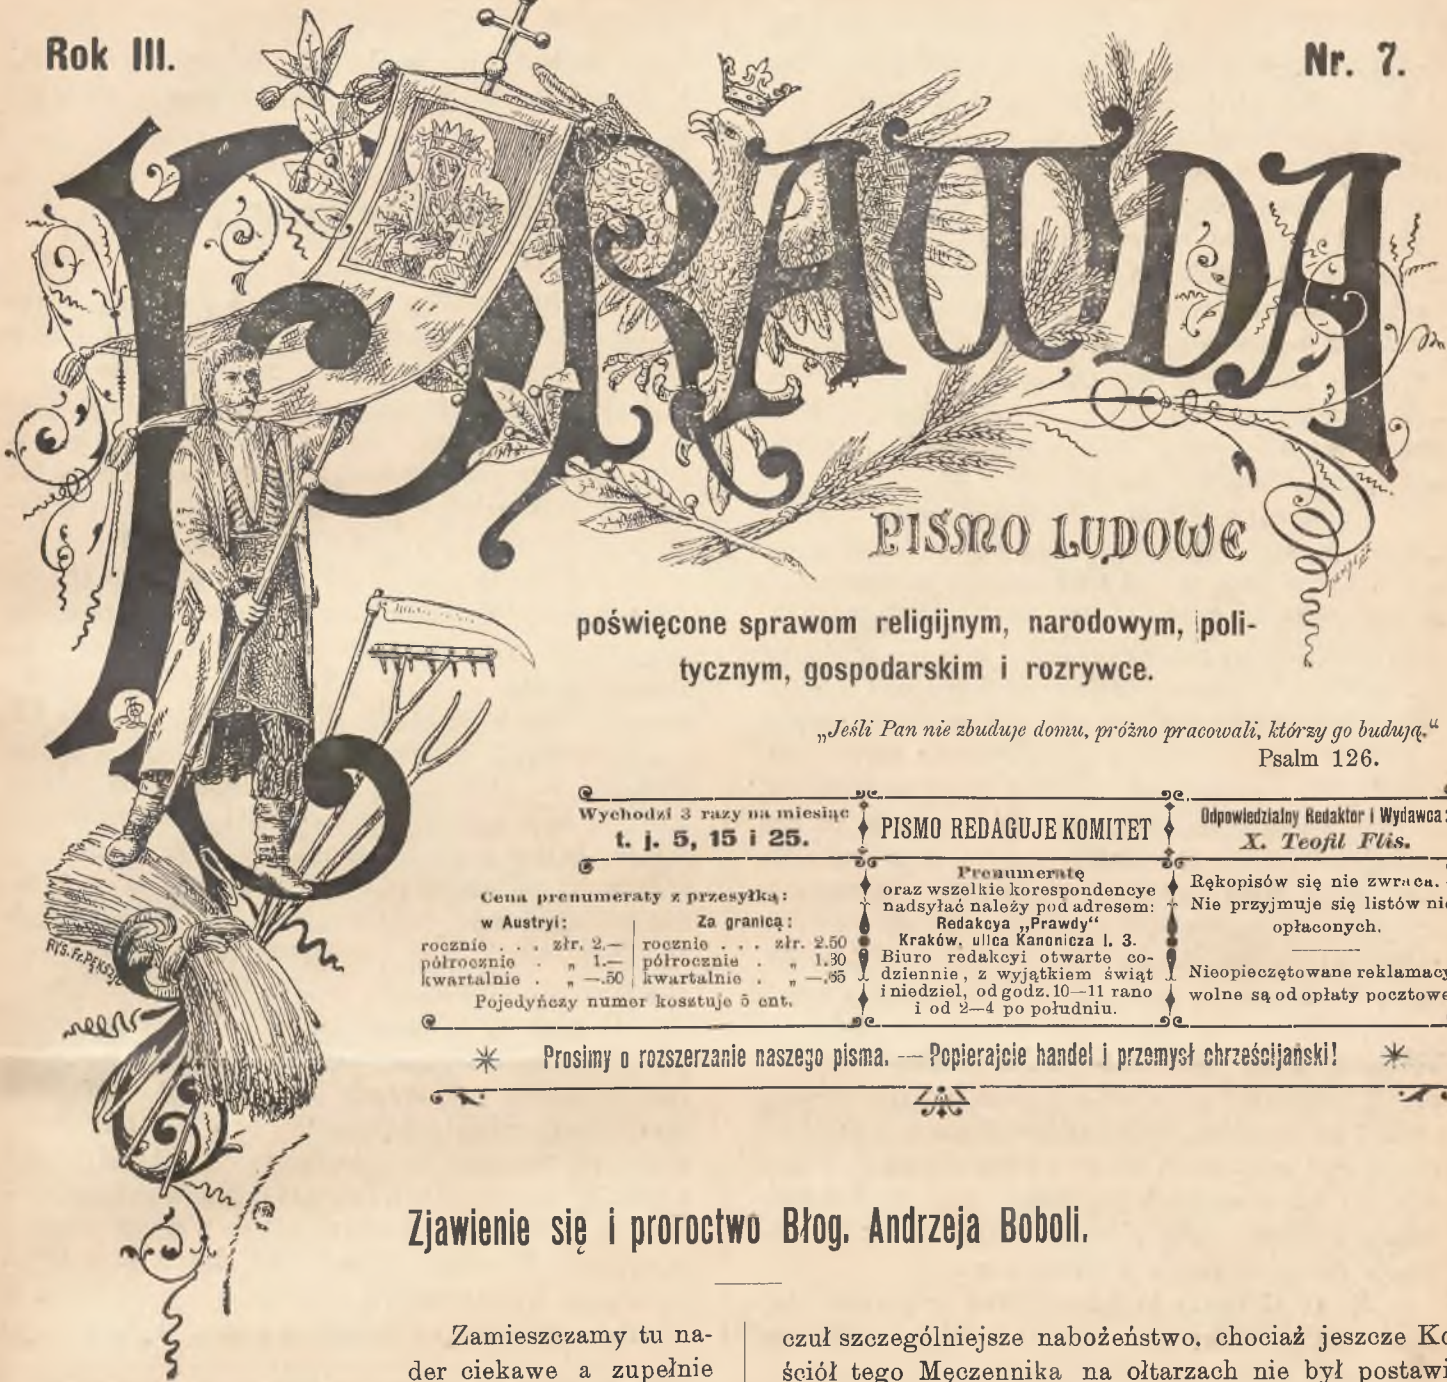 Rok III.
Nr. 7.
PRAWDA
PISMO LUDOWE
poświęcone sprawom religijnym, narodowym, poli-
tycznym, gospodarskim i rozrywce.
„Jeśli Pan nie zbuduje domu, próżno pracowali, którzy go budują.“
Psalm 126.
Wychodzi 3 razy na miesiąc
t. j. 5, 15 i 25.
PISMO REDAGUJE KOMITET
Odpowiedzialny Redaktor i Wydawca:
X. Teofil Flis.
Cena prenumeraty z przesyłką:
w Austryi:
rocznie . . . złr. 2.—
półrocznie . „ 1.—
kwartalnie . „ —.50
Za granicą:
rocznie . . . złr. 2.50
półrocznie . „ 1.30
kwartalnie . „ —.65
Pojedyńczy numer kosztuje 5 cnt.
Prenumeratę
oraz wszelkie korespondencye
nadsyłać należy pod adresem:
Redakcya „Prawdy“
Kraków, ulica Kanonicza l. 3.
Biuro redakcyi otwarte co-
dziennie, z wyjątkiem świąt
i niedziel, od godz. 10—11 rano
i od 2—4 po południu.
Rękopisów się nie zwraca.
Nie przyjmuje się listów nie
opłaconych.
Nieopieczętowane reklamacy
wolne są od opłaty pocztowe
Prosimy o rozszerzanie naszego pisma. — Popierajcie handel i przemysł chrześcijański!
Zjawienie się i proroctwo Błog. Andrzeja Boboli.
Zamieszczamy tu na-
der ciekawe a zupełnie
czuł szczególniejsze nabożeństwo. chociaż jeszcze Ko
ściół tego Męczennika na ołtarzach nie był postawi